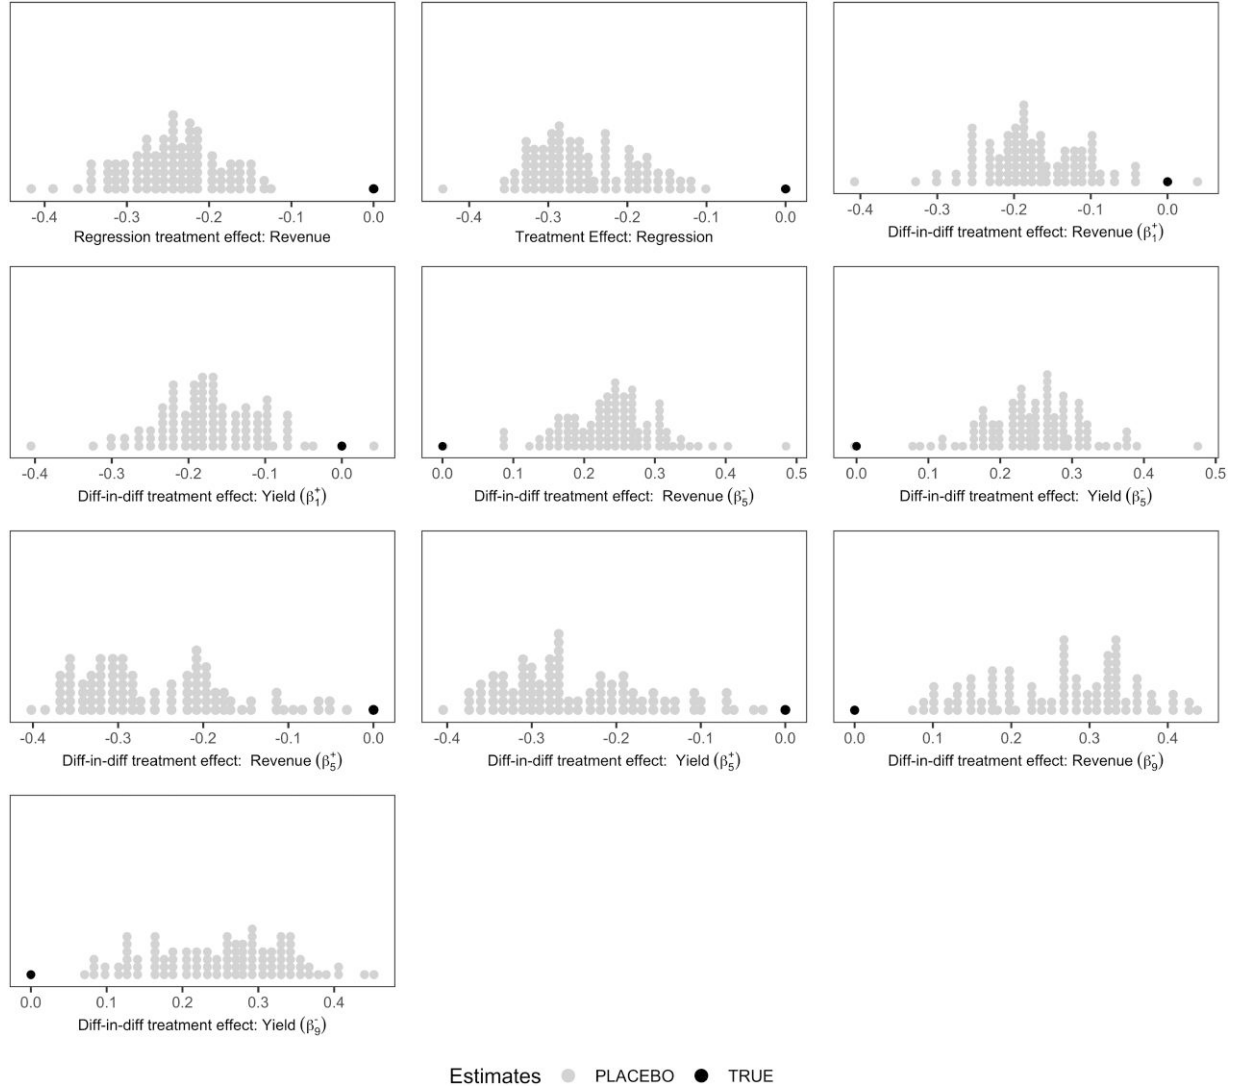 -0.4 -0.3 -0.2 -0.1 0.0
Regression treatment effect: Revenue
-0.4 -0.3 -0.2 -0.1 0.0
Treatment Effect: Regression
-0.4 -0.3 -0.2 -0.1 0.0
Diff-in-diff treatment effect: Revenue (β₁⁺)
-0.4 -0.3 -0.2 -0.1 0.0
Diff-in-diff treatment effect: Yield (β₁⁺)
0.0 0.1 0.2 0.3 0.4 0.5
Diff-in-diff treatment effect: Revenue (β₅⁻)
0.0 0.1 0.2 0.3 0.4 0.5
Diff-in-diff treatment effect: Yield (β₅⁻)
-0.4 -0.3 -0.2 -0.1 0.0
Diff-in-diff treatment effect: Revenue (β₅⁺)
-0.4 -0.3 -0.2 -0.1 0.0
Diff-in-diff treatment effect: Yield (β₅⁺)
0.0 0.1 0.2 0.3 0.4
Diff-in-diff treatment effect: Revenue (β₉⁻)
0.0 0.1 0.2 0.3 0.4
Diff-in-diff treatment effect: Yield (β₉⁻)
Estimates PLACEBO TRUE